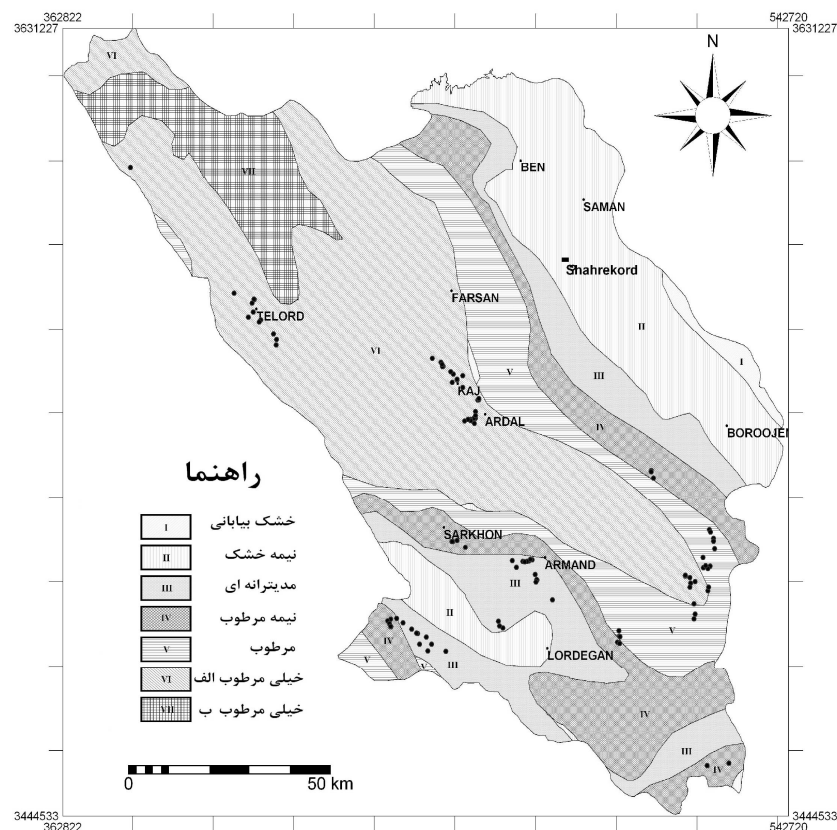 362822 542720
3631227 3631227
N
VI
VII
BEN
SAMAN
Shahrekord
FARSAN
TELORD
II
I
VI
V
III
KAJ
ARDAL
IV
BOROOJEN
راهنما
I خشک بیابانی
II نیمه خشک
III مدیترانه ای
IV نیمه مرطوب
V مرطوب
VI خیلی مرطوب الف
VII خیلی مرطوب ب
SARKHON
ARMAND
III
II
IV
V
V
V
III
LORDEGAN
IV
III
IV
0 50 km
3444533 3444533
362822 542720